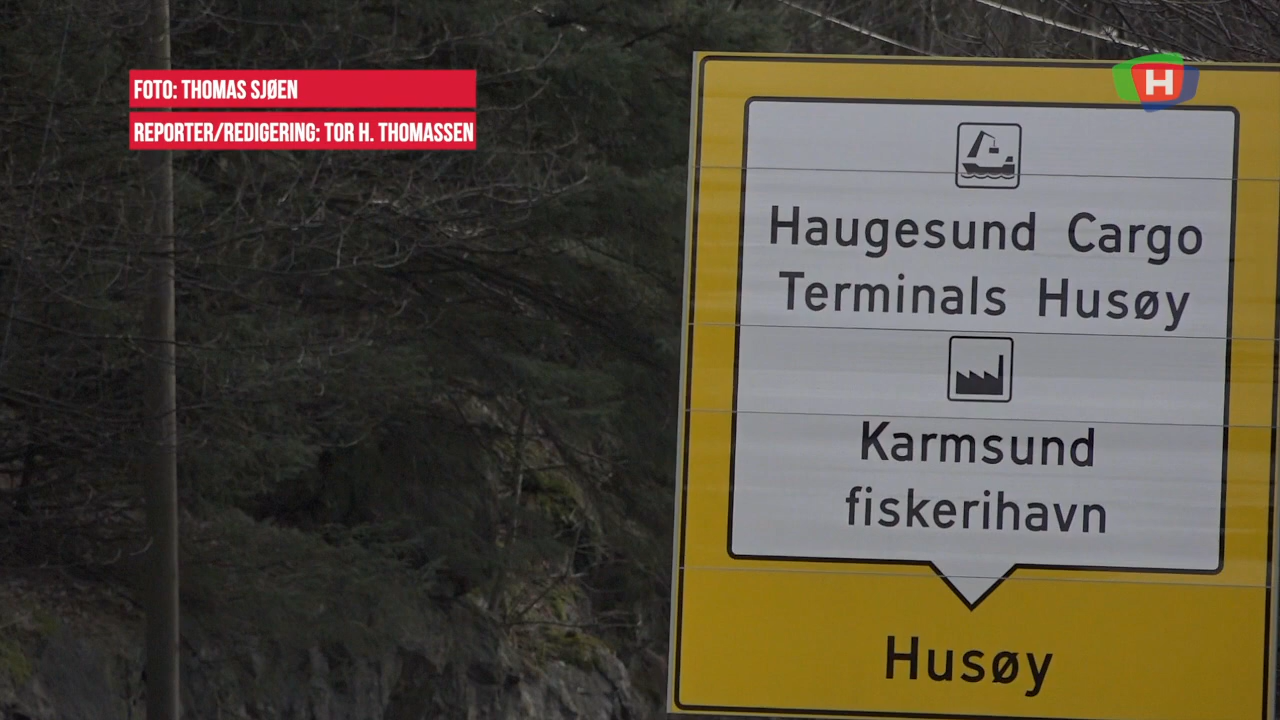 FOTO: THOMAS SJØEN
REPORTER/REDIGERING: TOR H. THOMASSEN
H
Haugesund Cargo
Terminals Husøy
Karmsund
fiskerihavn
Husøy